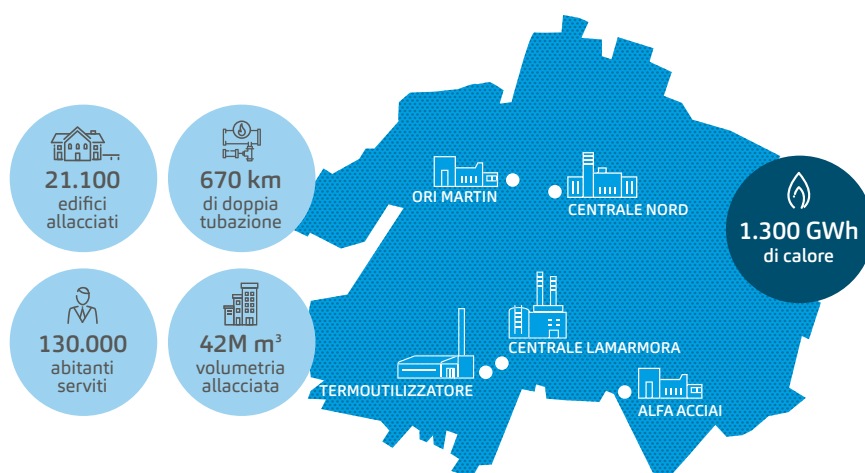 21.100
edifici
allacciati
670 km
di doppia
tubazione
130.000
abitanti
serviti
42M m³
volumetria
allacciata
ORI MARTIN
CENTRALE NORD
CENTRALE LAMARMORA
TERMOUTILIZZATORE
ALFA ACCIAI
1.300 GWh
di calore